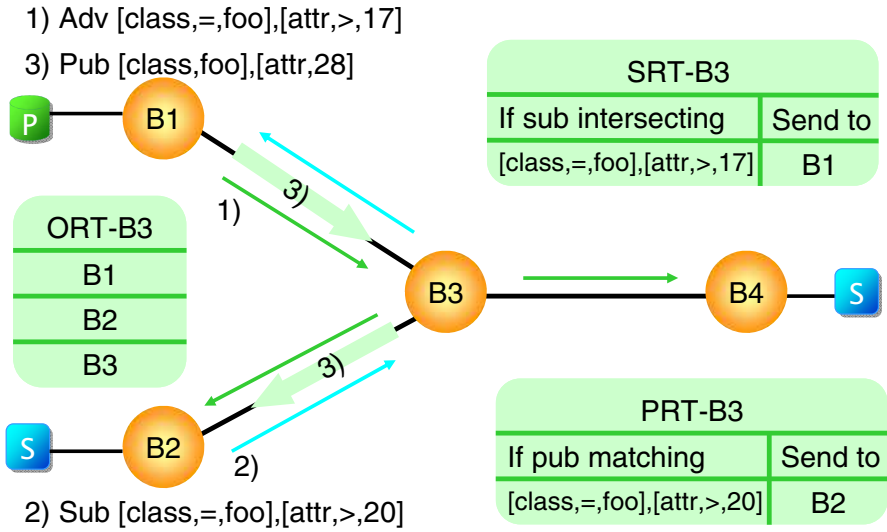 1) Adv [class,=,foo],[attr,>,17]
3) Pub [class,foo],[attr,28]
P
B1
3)
1)
SRT-B3
If sub intersecting Send to
[class,=,foo],[attr,>,17] B1
ORT-B3
B1
B2
B3
B3
B4
S
3)
S
B2
2)
2) Sub [class,=,foo],[attr,>,20]
PRT-B3
If pub matching Send to
[class,=,foo],[attr,>,20] B2